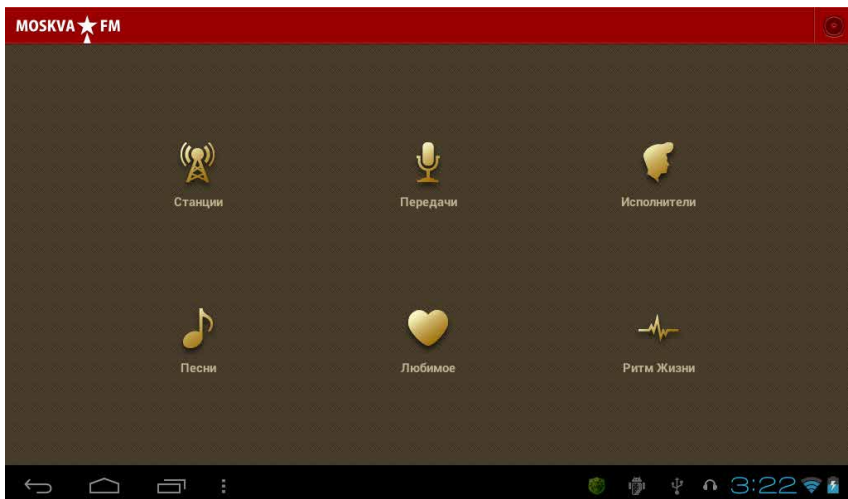 MOSKVA FM
Станции
Передачи
Исполнители
Песни
Любимое
Ритм Жизни
3:22